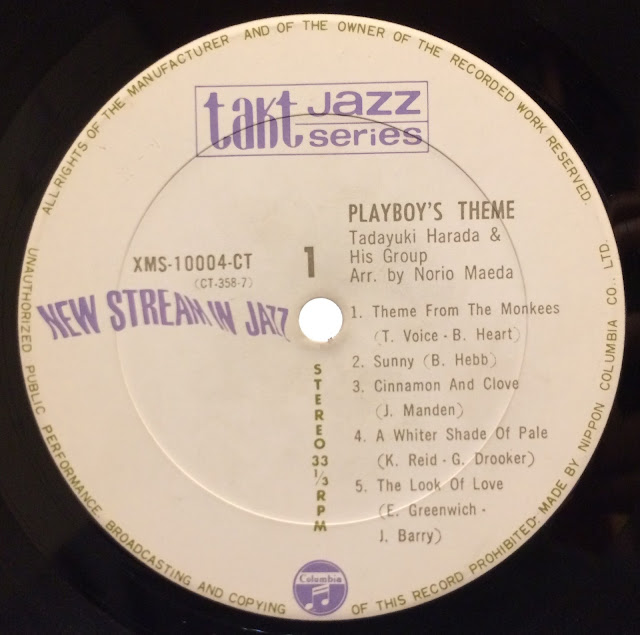 takt jazz
series
PLAYBOY'S THEME
Tadayuki Harada &
His Group
Arr. by Norio Maeda
XMS-10004-CT
(CT-358-7)
1
NEW STREAM IN JAZZ
STEREO 33 1/3 RPM
1. Theme From The Monkees
(T. Voice - B. Heart)
2. Sunny (B. Hebb)
3. Cinnamon And Clove
(J. Manden)
4. A Whiter Shade Of Pale
(K. Reid - G. Drooker)
5. The Look Of Love
(E. Greenwich -
J. Barry)
Columbia
ALL RIGHTS OF THE MANUFACTURER AND OF THE OWNER OF THE RECORDED WORK RESERVED.
UNAUTHORIZED PUBLIC PERFORMANCE, BROADCASTING AND COPYING OF THIS RECORD PROHIBITED. MADE BY NIPPON COLUMBIA CO., LTD.